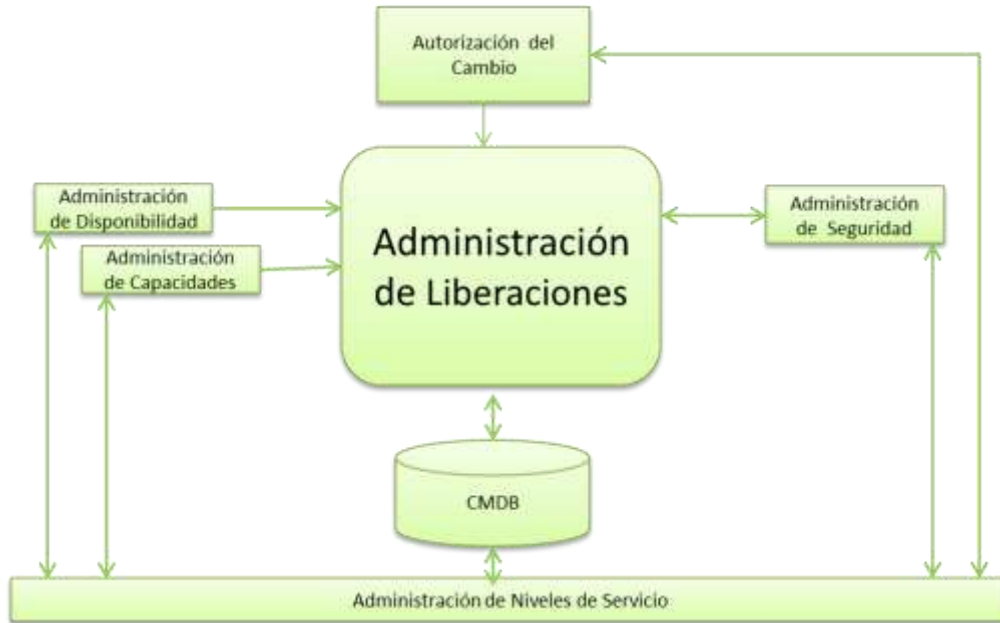 Autorización del
Cambio
Administración
de Disponibilidad
Administración
de Capacidades
Administración
de Liberaciones
Administración
de Seguridad
CMDB
Administración de Niveles de Servicio